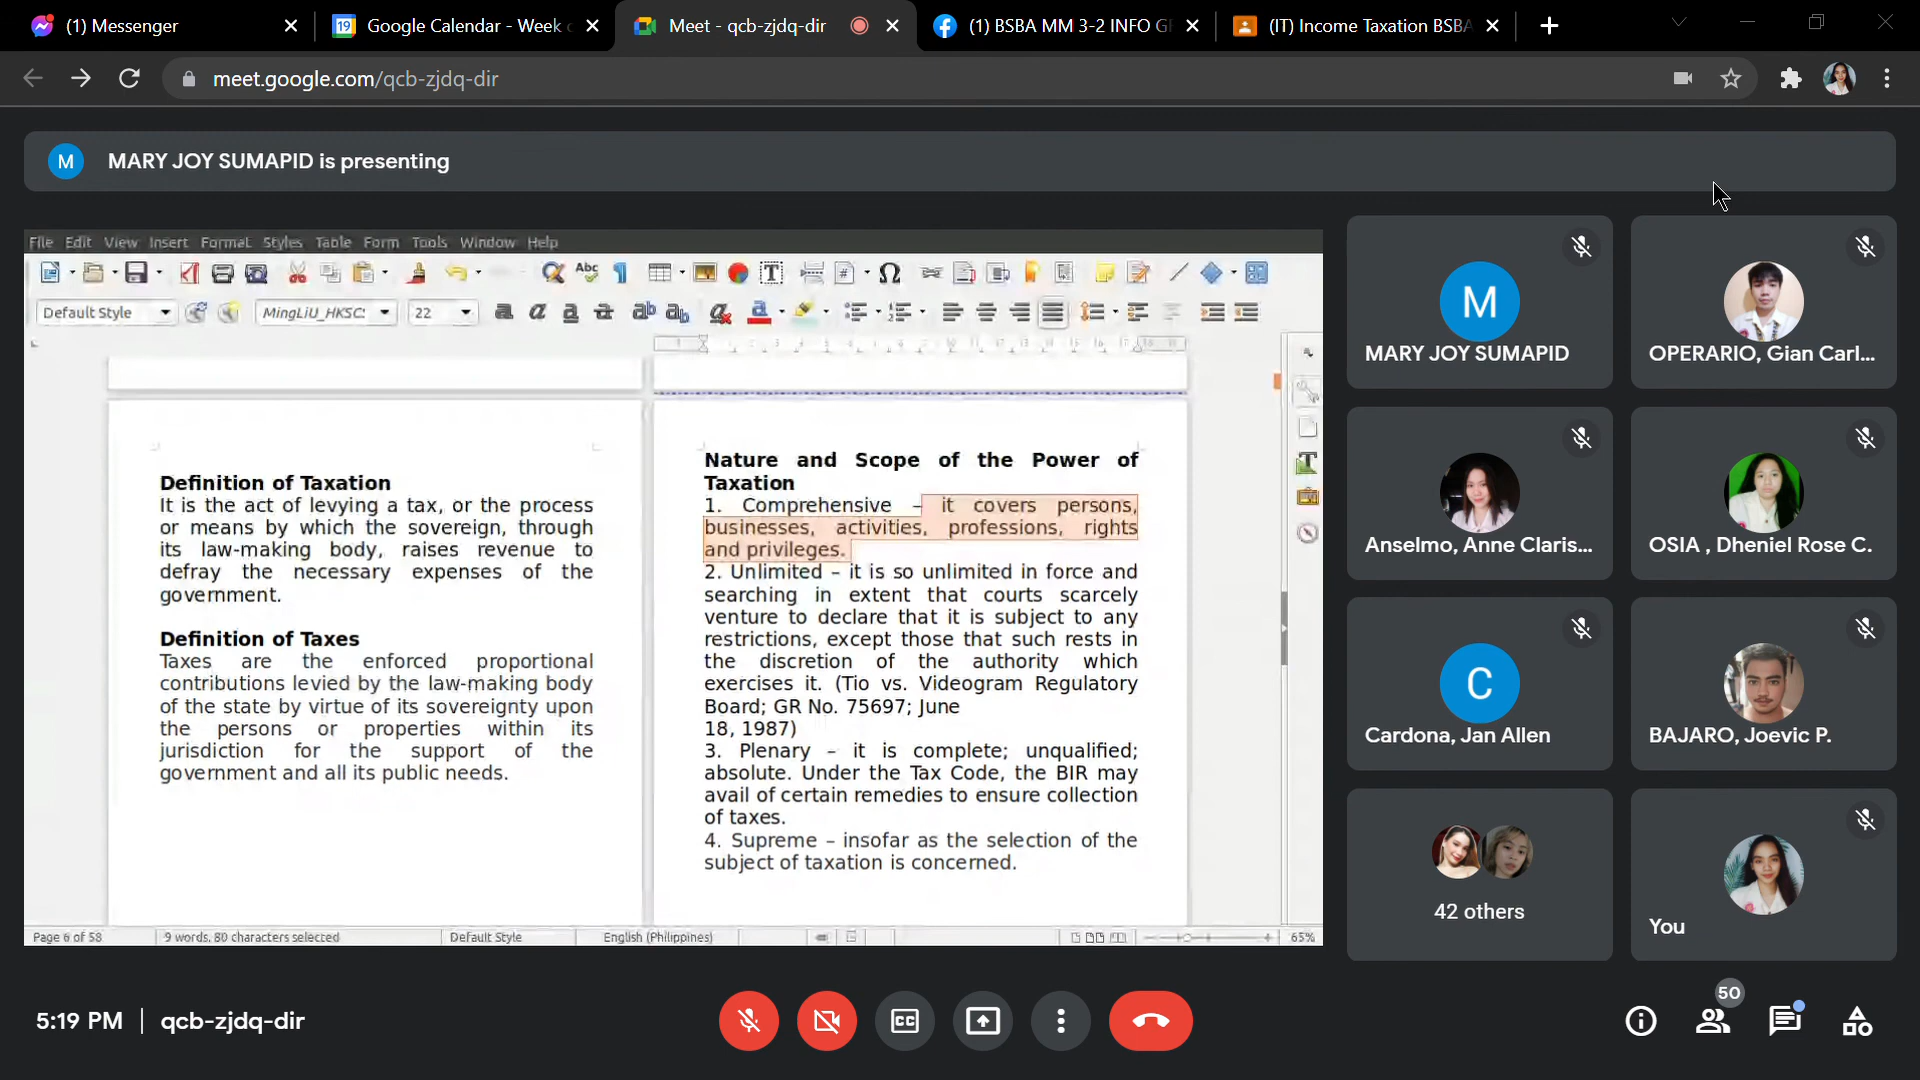 (1) Messenger
Google Calendar - Week
Meet - qcb-zjdq-dir
(1) BSBA MM 3-2 INFO
(IT) Income Taxation BSBA
meet.google.com/qcb-zjdq-dir
M
MARY JOY SUMAPID is presenting
File Edit View Insert Format Styles Table Form Tools Window Help
Default Style
MingLiU_HKSC:
22
Definition of Taxation
It is the act of levying a tax, or the process
or means by which the sovereign, through
its law-making body, raises revenue to
defray the necessary expenses of the
government.
Definition of Taxes
Taxes are the enforced proportional
contributions levied by the law-making body
of the state by virtue of its sovereignty upon
the persons or properties within its
jurisdiction for the support of the
government and all its public needs.
Nature and Scope of the Power of
Taxation
1. Comprehensive – it covers persons,
businesses, activities, professions, rights
and privileges.
2. Unlimited – it is so unlimited in force and
searching in extent that courts scarcely
venture to declare that it is subject to any
restrictions, except those that such rests in
the discretion of the authority which
exercises it. (Tio vs. Videogram Regulatory
Board; GR No. 75697; June
18, 1987)
3. Plenary – it is complete; unqualified;
absolute. Under the Tax Code, the BIR may
avail of certain remedies to ensure collection
of taxes.
4. Supreme – insofar as the selection of the
subject of taxation is concerned.
Page 6 of 58
9 words, 80 characters selected
Default Style
English (Philippines)
65%
M
MARY JOY SUMAPID
OPERARIO, Gian Carl...
Anselmo, Anne Claris...
OSIA , Dheniel Rose C.
C
Cardona, Jan Allen
BAJARO, Joevic P.
42 others
You
5:19 PM | qcb-zjdq-dir
CC
50